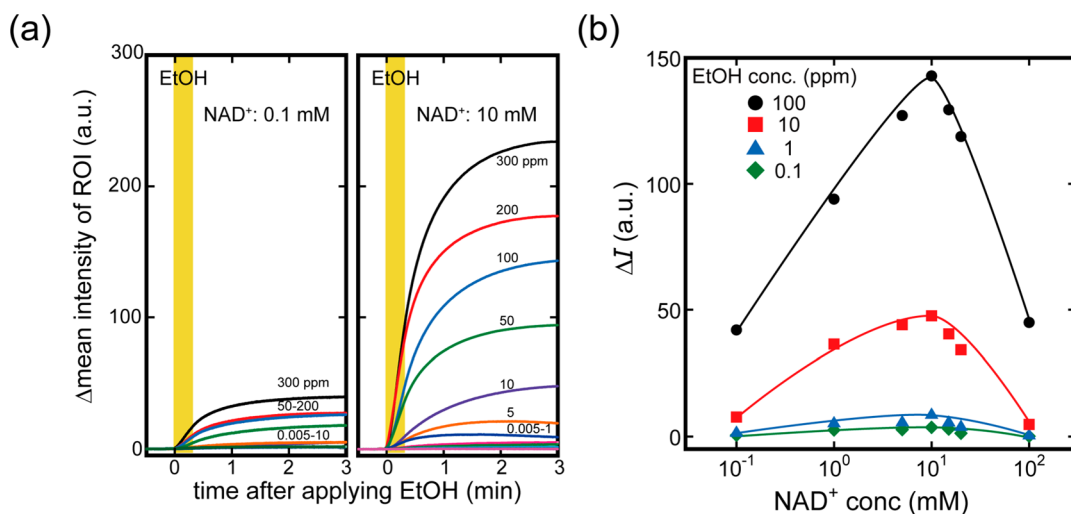 (a)
Δmean intensity of ROI (a.u.)
300
200
100
0
EtOH
NAD⁺: 0.1 mM
300 ppm
50-200
0.005-10
0
1
2
3
EtOH
NAD⁺: 10 mM
300 ppm
200
100
50
10
5
0.005-1
0
1
2
3
time after applying EtOH (min)
(b)
ΔI (a.u.)
150
100
50
0
EtOH conc. (ppm)
100
10
1
0.1
10⁻¹
10⁰
10¹
10²
NAD⁺ conc (mM)